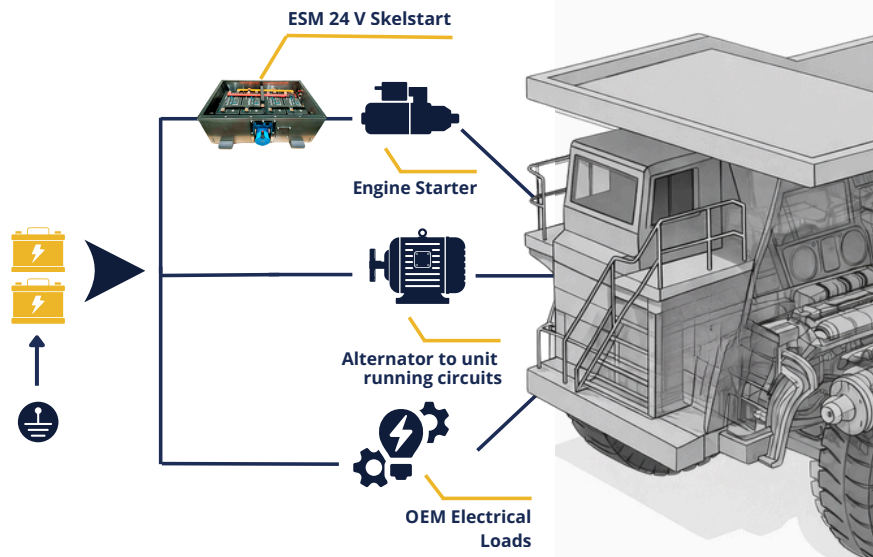 ESM 24 V Skelstart
Engine Starter
Alternator to unit
running circuits
OEM Electrical
Loads